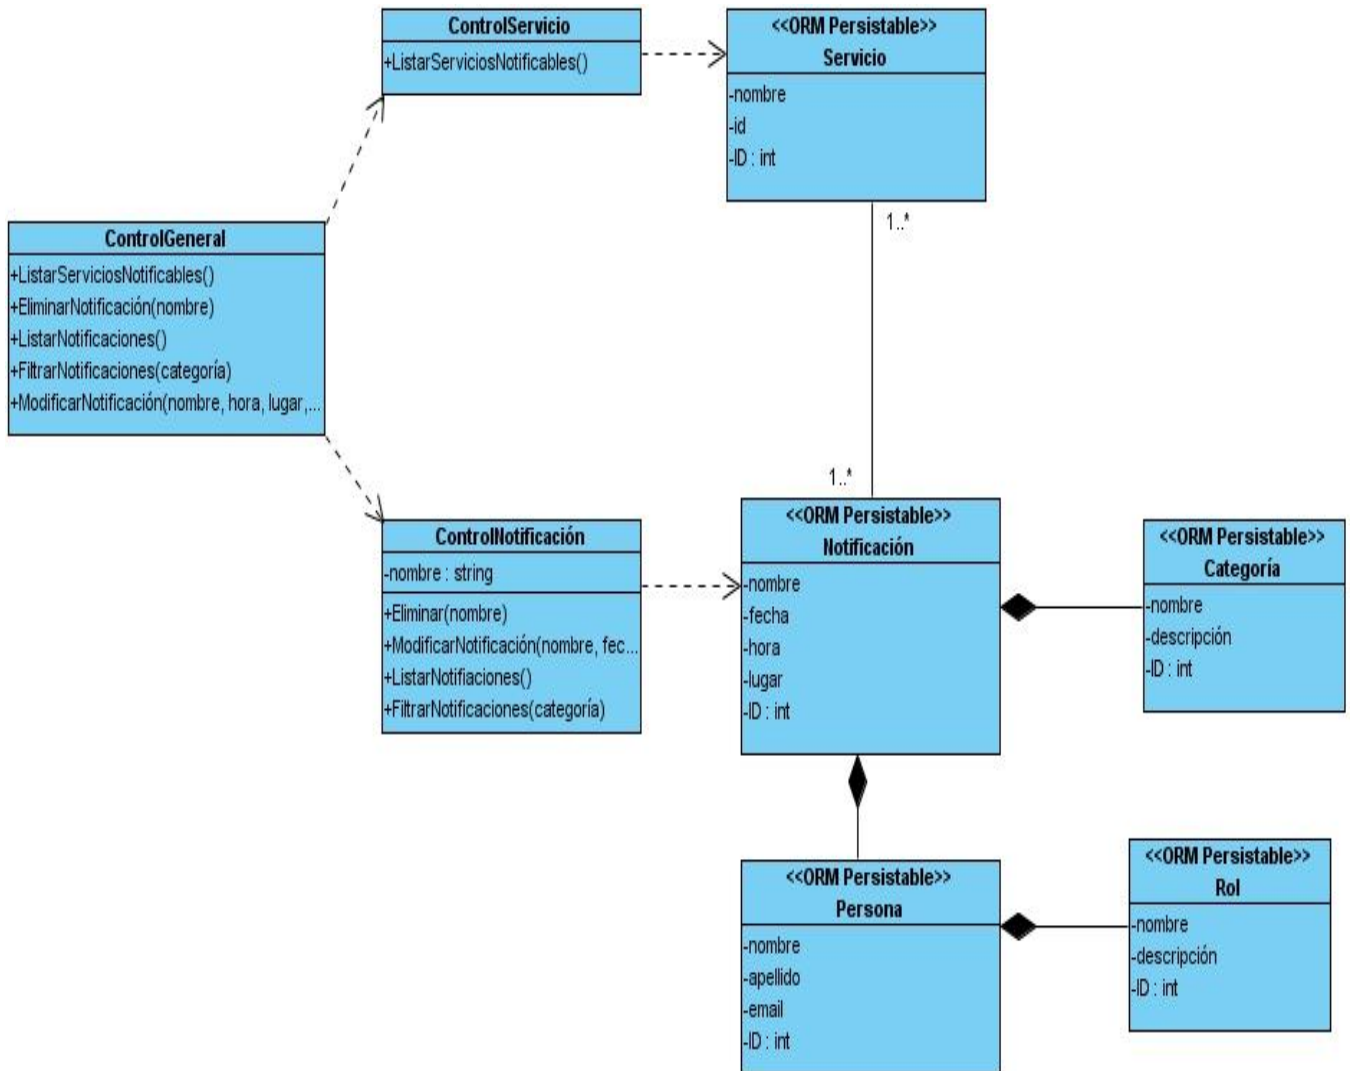 ControlServicio
+ListarServiciosNotificables()
<<ORM Persistable>>
Servicio
-nombre
-id
-ID : int
1..*
ControlGeneral
+ListarServiciosNotificables()
+EliminarNotificación(nombre)
+ListarNotificaciones()
+FiltrarNotificaciones(categoría)
+ModificarNotificación(nombre, hora, lugar,...
1..*
ControlNotificación
-nombre : string
+Eliminar(nombre)
+ModificarNotificación(nombre, fec...
+ListarNotifiaciones()
+FiltrarNotificaciones(categoría)
<<ORM Persistable>>
Notificación
-nombre
-fecha
-hora
-lugar
-ID : int
<<ORM Persistable>>
Categoría
-nombre
-descripción
-ID : int
<<ORM Persistable>>
Persona
-nombre
-apellido
-email
-ID : int
<<ORM Persistable>>
Rol
-nombre
-descripción
-ID : int